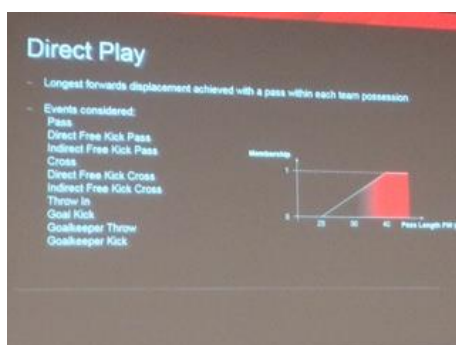 Direct Play
– Longest forwards displacement achieved with a pass within each team possession
– Events considered:
Pass
Direct Free Kick Pass
Indirect Free Kick Pass
Cross
Direct Free Kick Cross
Indirect Free Kick Cross
Throw In
Goal Kick
Goalkeeper Throw
Goalkeeper Kick
Membership
1
0
20 30 40 Pass Length FM